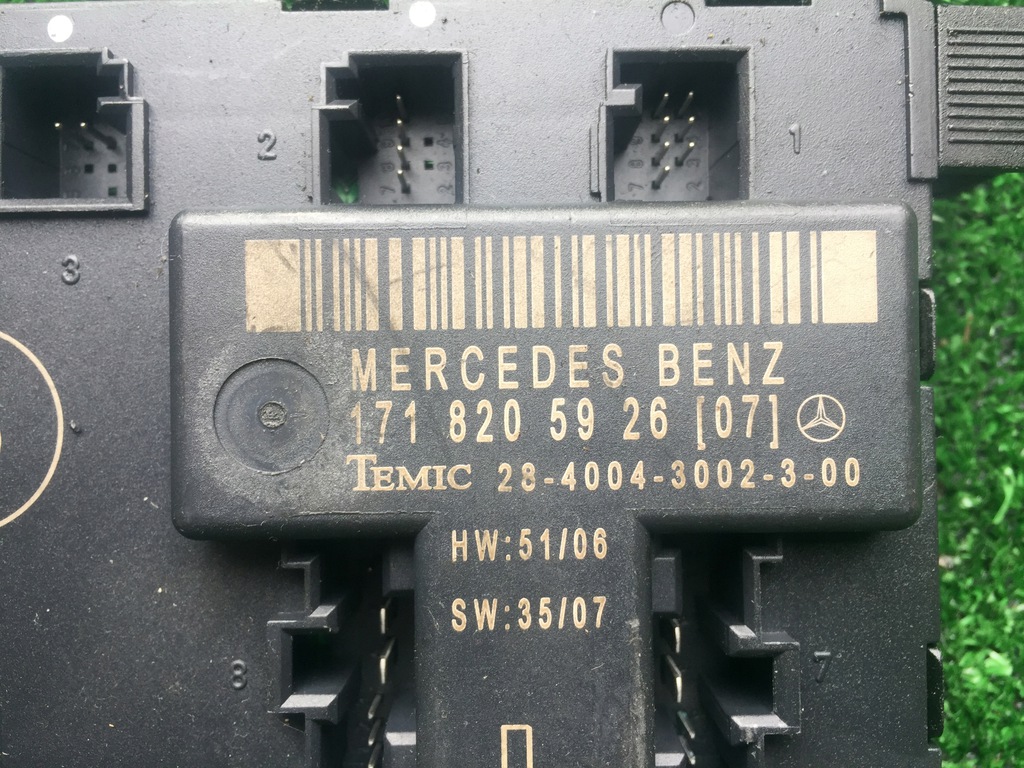 2
1
3
MERCEDES BENZ
171 820 59 26 [07]
TEMIC 28-4004-3002-3-00
HW:51/06
SW:35/07
8
7